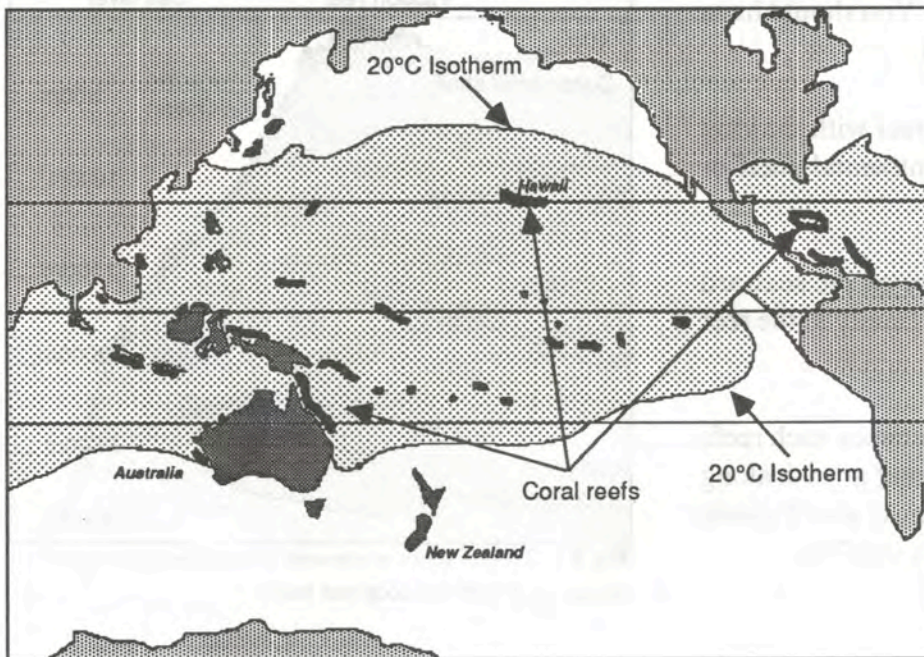 20°C Isotherm
Hawaii
Australia
Coral reefs
20°C Isotherm
New Zealand